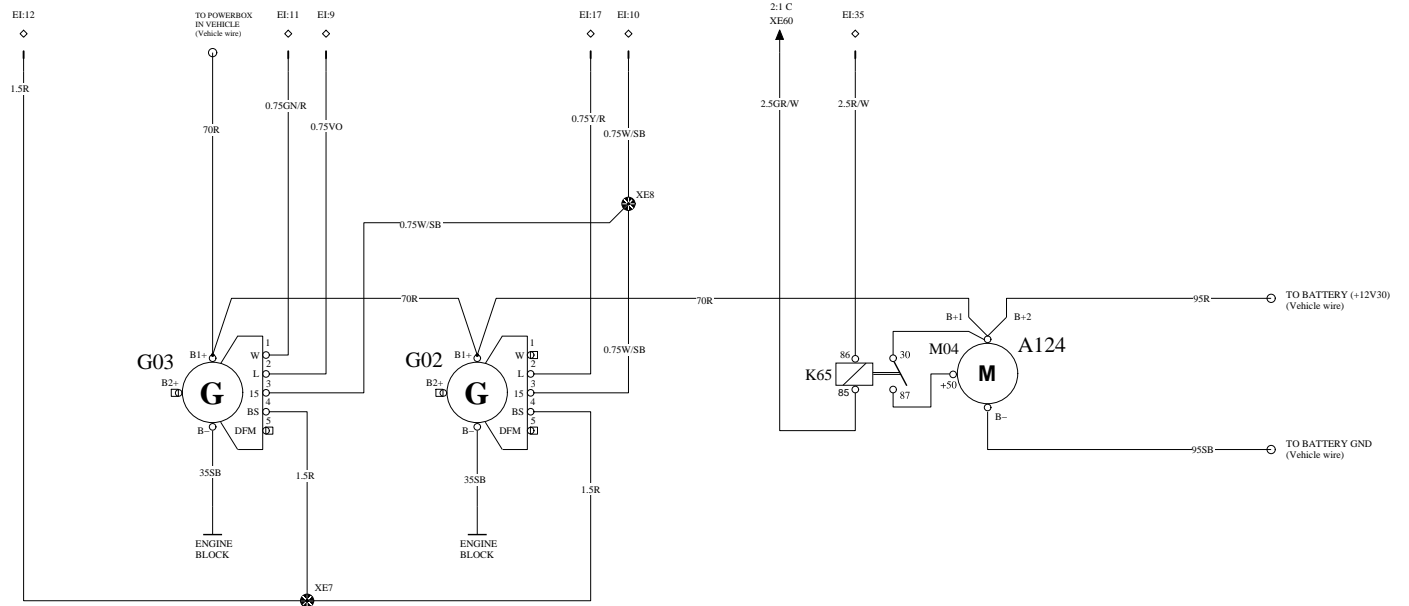 EI:12
TO POWERBOX
IN VEHICLE
(Vehicle wire)
EI:11
EI:9
EI:17
EI:10
2:1 C
XE60
EI:35
1.5R
70R
0.75GN/R
0.75VO
0.75Y/R
0.75W/SB
2.5GR/W
2.5R/W
XE8
0.75W/SB
70R
70R
95R
TO BATTERY (+12V30)
(Vehicle wire)
B+1
B+2
G03
B1+
B2+
G
B–
1
W
2
L
3
15
4
BS
5
DFM
G02
B1+
B2+
G
B–
1
W
2
L
3
15
4
BS
5
DFM
0.75W/SB
K65
86
85
30
87
M04
+50
M
A124
B–
95SB
TO BATTERY GND
(Vehicle wire)
35SB
1.5R
35SB
1.5R
ENGINE
BLOCK
ENGINE
BLOCK
XE7